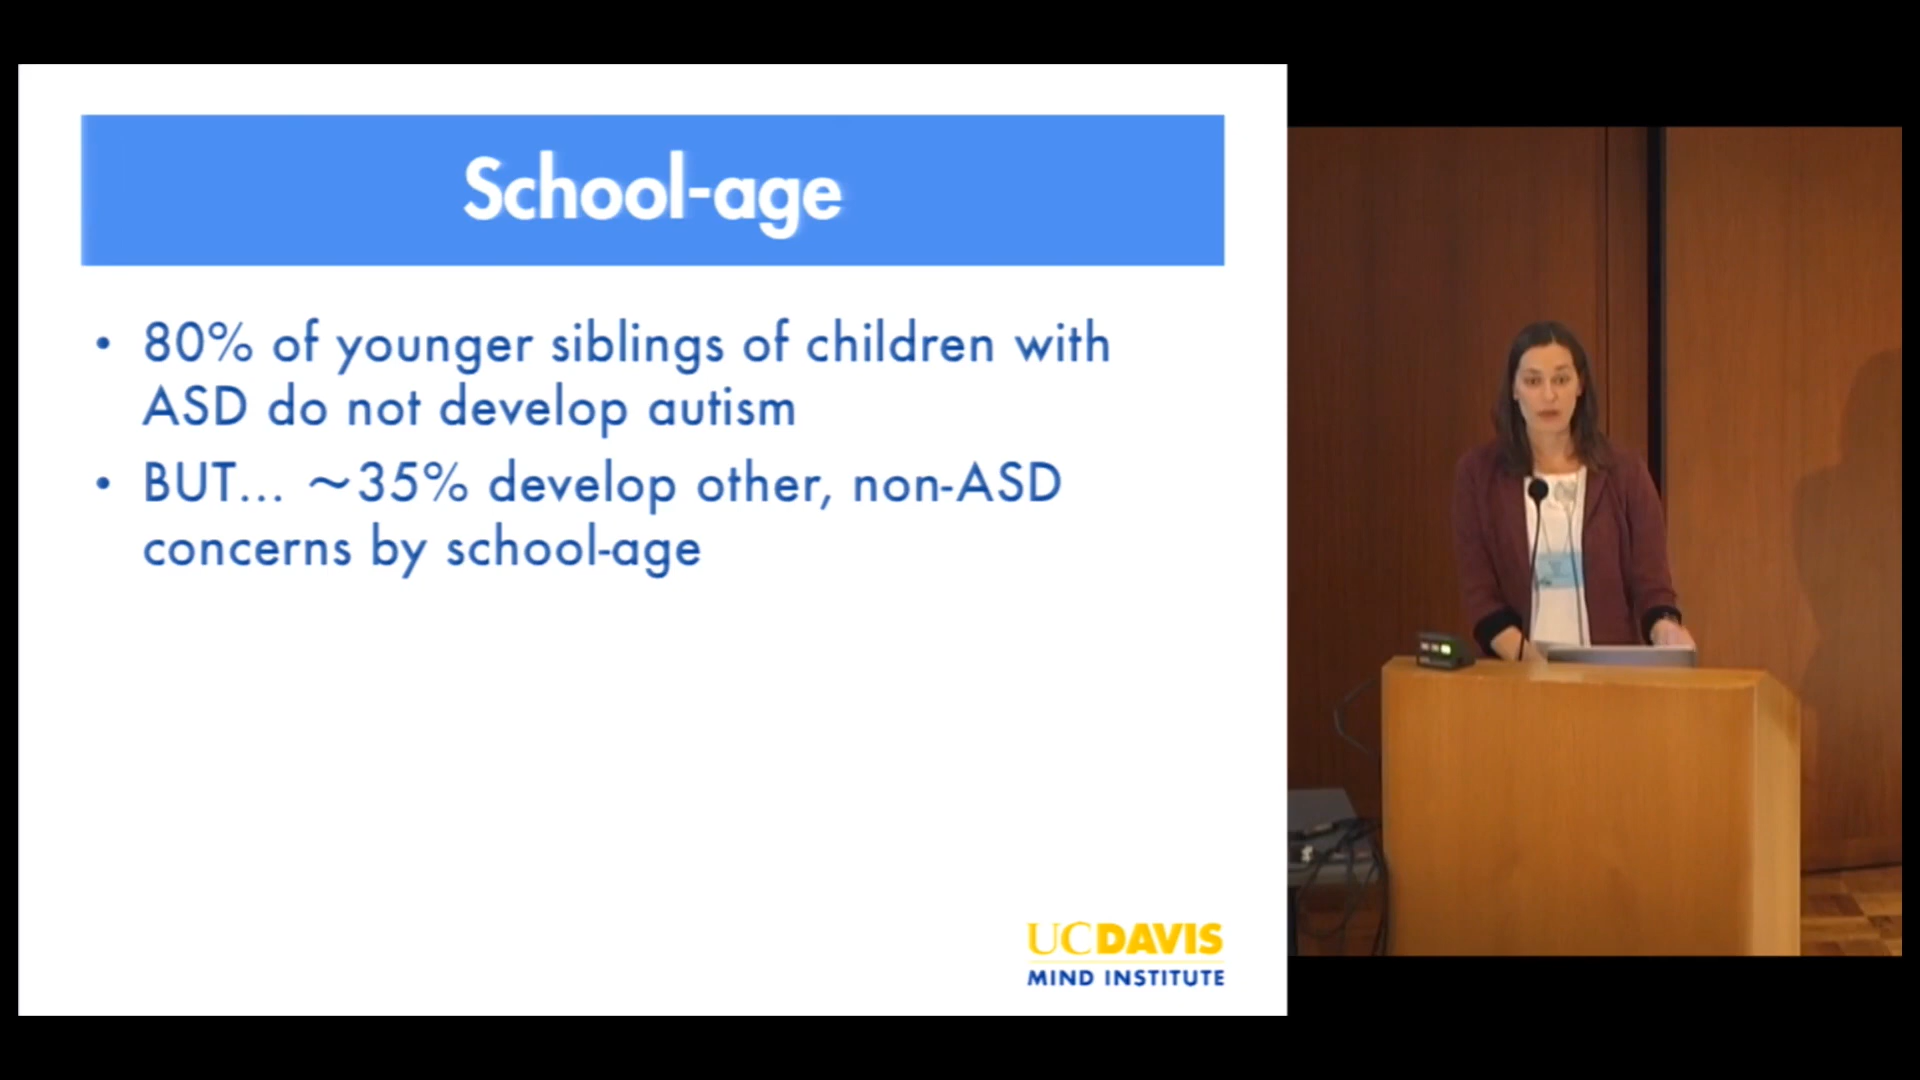 School-age
• 80% of younger siblings of children with
ASD do not develop autism
• BUT... ~35% develop other, non-ASD
concerns by school-age
UCDAVIS
MIND INSTITUTE